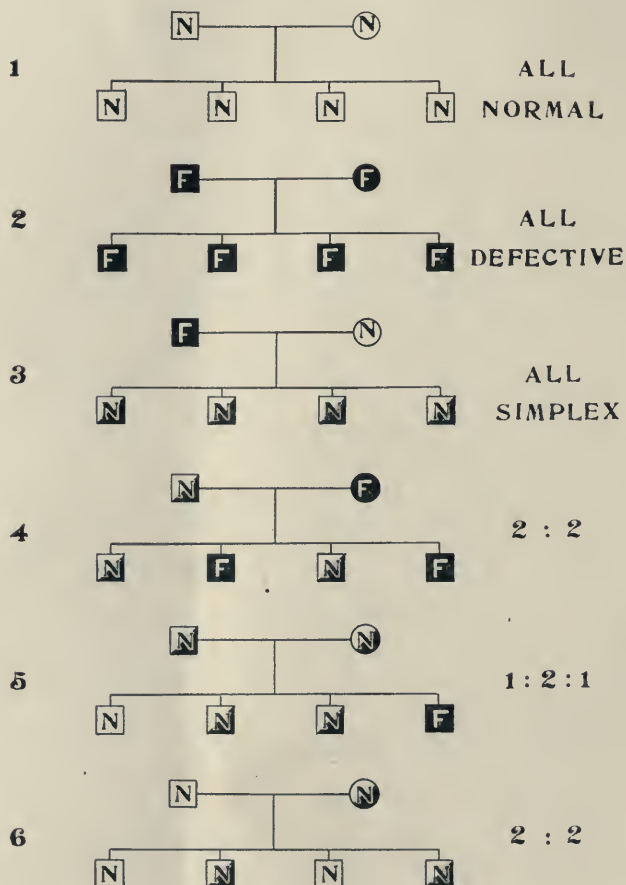 N N
1 ALL
N N N N NORMAL
F F
2 ALL
F F F F DEFECTIVE
F N
3 ALL
N N N N SIMPLEX
N F
4 2 : 2
N F N F
N N
5 1 : 2 : 1
N N N F
N N
6 2 : 2
N N N N